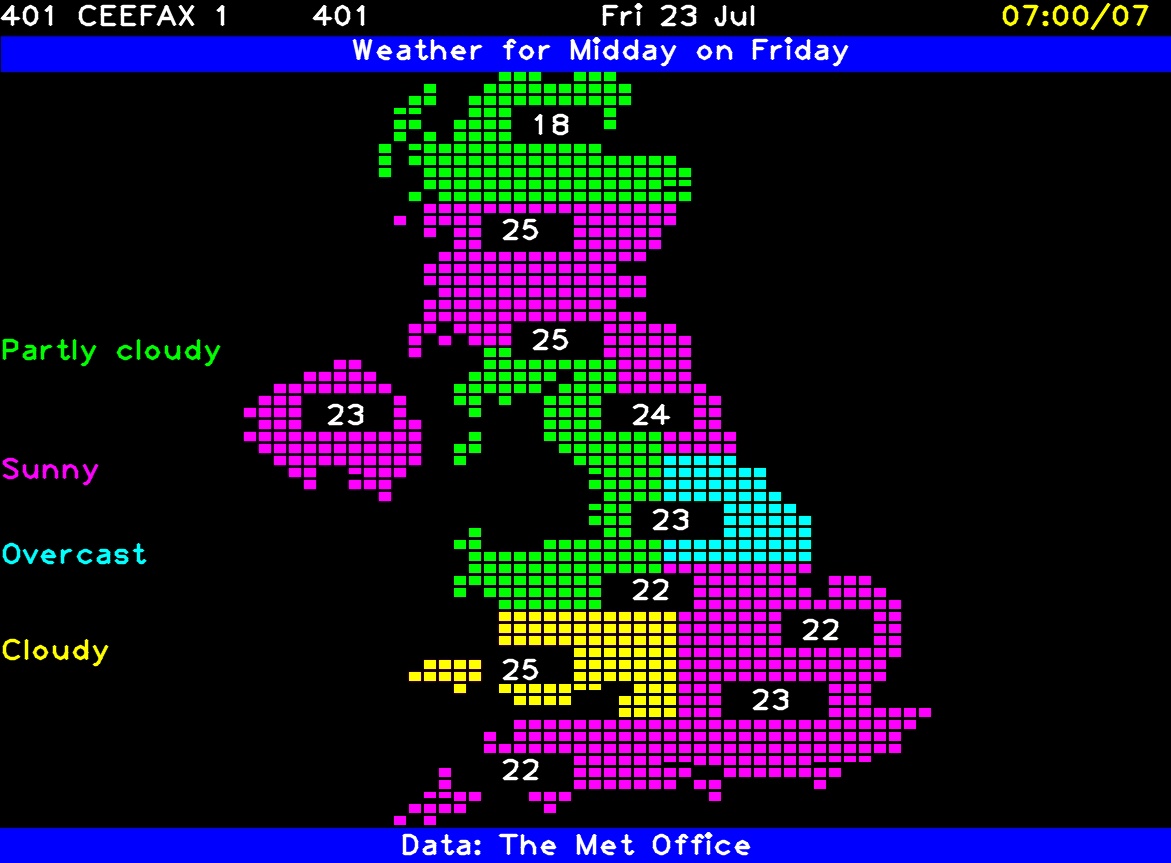 401 CEEFAX 1 401 Fri 23 Jul 07:00/07
Weather for Midday on Friday
18
25
25
Partly cloudy
23 24
Sunny
23
Overcast
22
22
Cloudy
25
23
22
Data: The Met Office